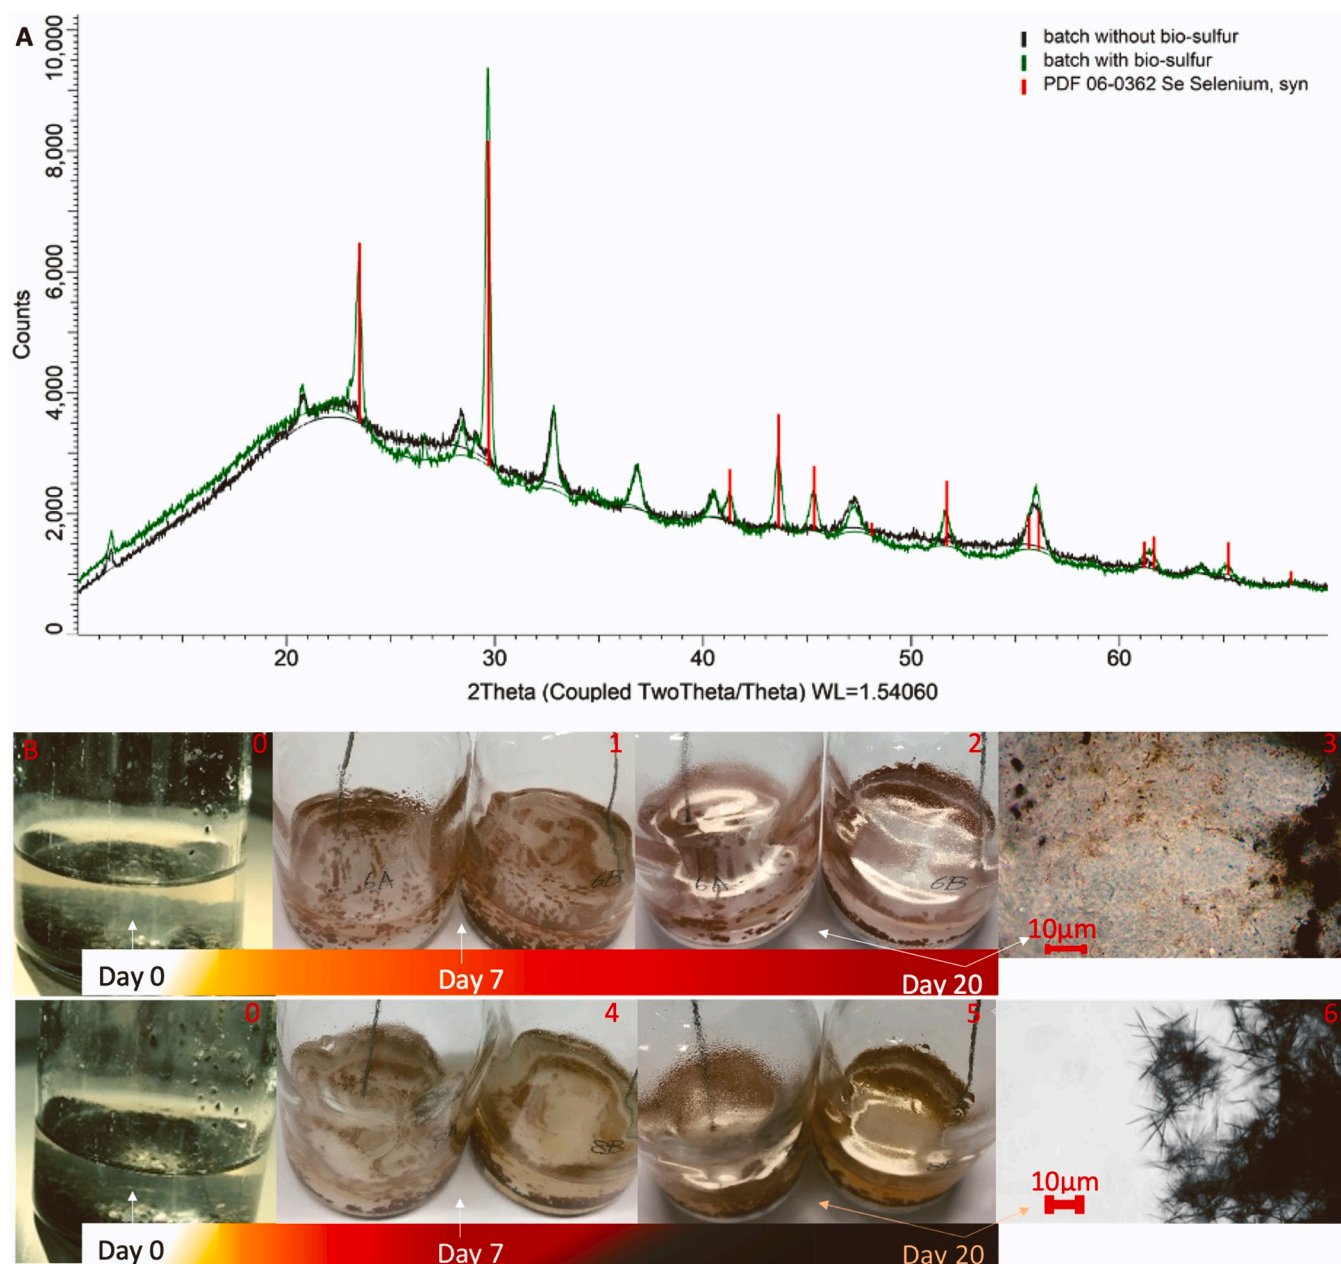 A
batch without bio-sulfur
batch with bio-sulfur
PDF 06-0362 Se Selenium, syn
10,000
8,000
6,000
4,000
2,000
0
Counts
20
30
40
50
60
2Theta (Coupled TwoTheta/Theta) WL=1.54060
B
0
1
2
3
6A
6B
6A
6B
10μm
Day 0
Day 7
Day 20
0
4
5
6
8B
10μm
Day 0
Day 7
Day 20